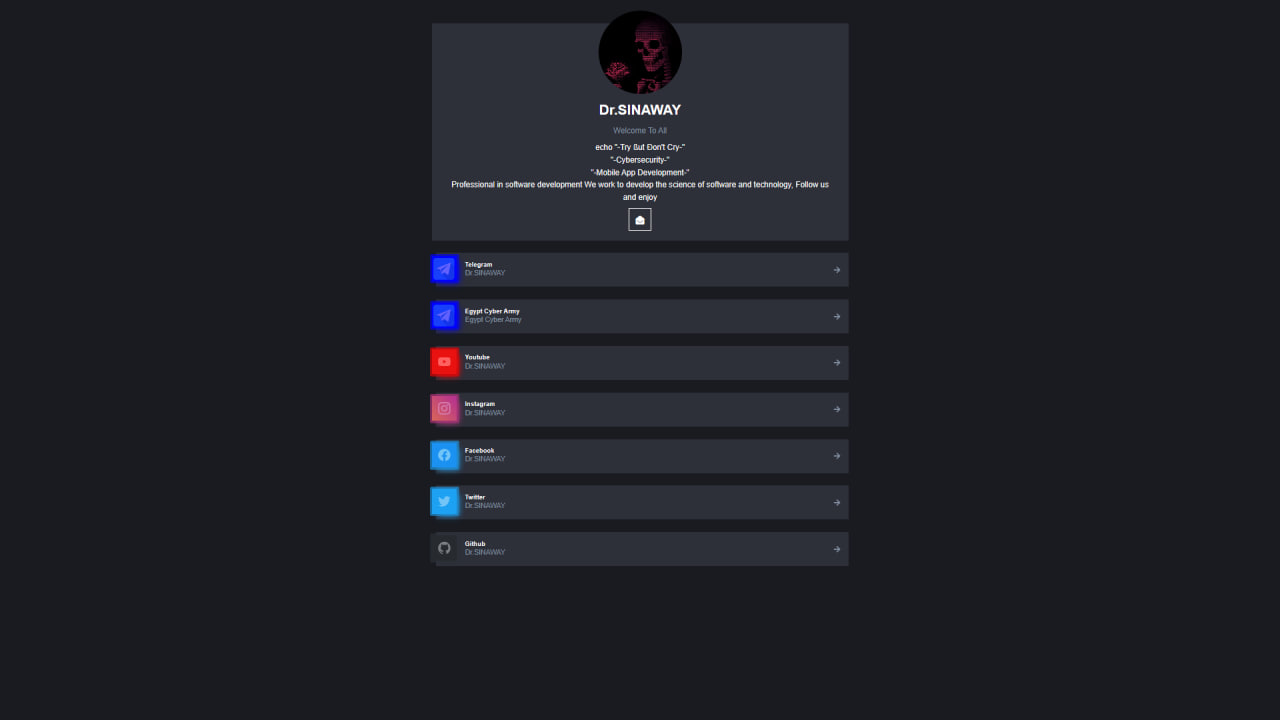 Dr.SINAWAY
Welcome To All
echo "-Try ßut Ðon't Cry-"
"-Cybersecurity-"
"-Mobile App Development-"
Professional in software development We work to develop the science of software and technology, Follow us
and enjoy
Telegram
Dr.SINAWAY
Egypt Cyber Army
Egypt Cyber Army
Youtube
Dr.SINAWAY
Instagram
Dr.SINAWAY
Facebook
Dr.SINAWAY
Twitter
Dr.SINAWAY
Github
Dr.SINAWAY